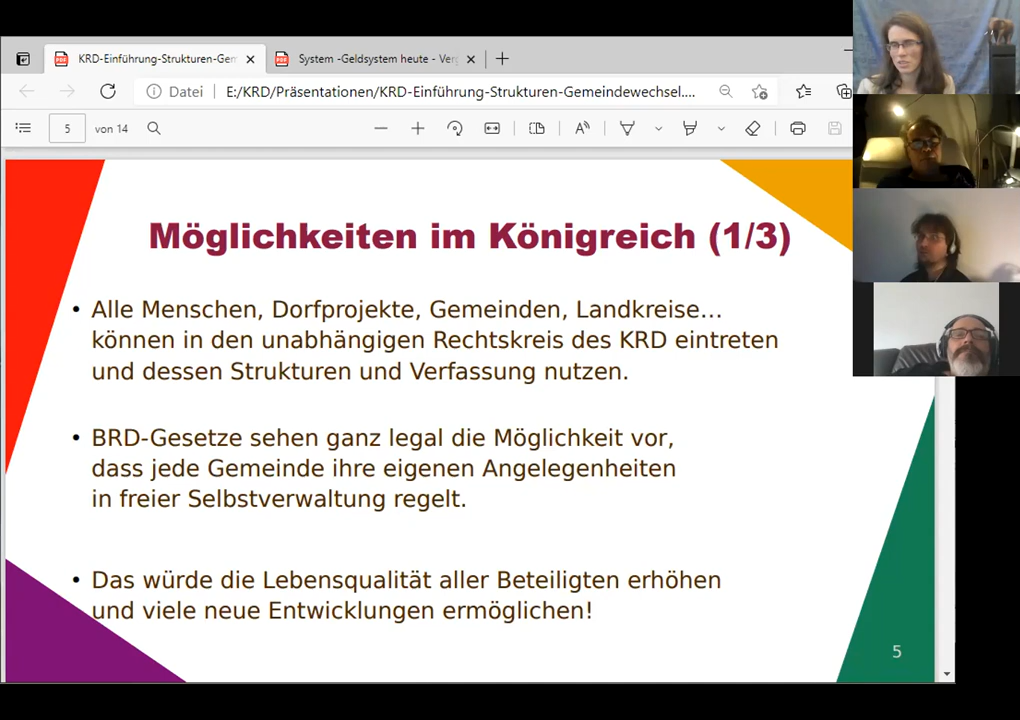 KRD-Einführung-Strukturen-Gem
System -Geldsystem heute - Verg
Datei
E:/KRD/Präsentationen/KRD-Einführung-Strukturen-Gemeindewechsel....
5
von 14
Möglichkeiten im Königreich (1/3)
• Alle Menschen, Dorfprojekte, Gemeinden, Landkreise...
können in den unabhängigen Rechtskreis des KRD eintreten
und dessen Strukturen und Verfassung nutzen.
• BRD-Gesetze sehen ganz legal die Möglichkeit vor,
dass jede Gemeinde ihre eigenen Angelegenheiten
in freier Selbstverwaltung regelt.
• Das würde die Lebensqualität aller Beteiligten erhöhen
und viele neue Entwicklungen ermöglichen!
5